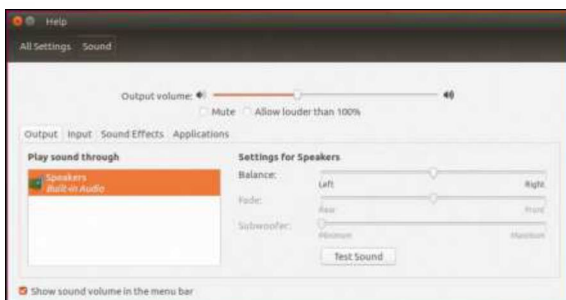 Help
All Settings Sound
Output volume:
Mute Allow louder than 100%
Output Input Sound Effects Applications
Play sound through
Settings for Speakers
Speakers
Built-in Audio
Balance:
Left Right
Fade:
Rear Front
Subwoofer:
Minimum Maximum
Test Sound
Show sound volume in the menu bar